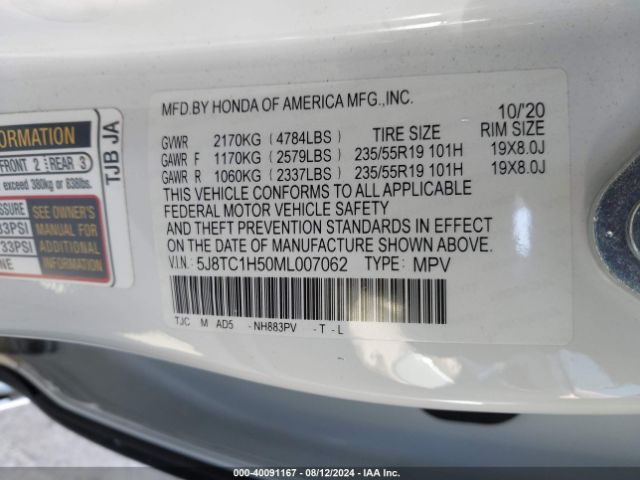 MFD.BY HONDA OF AMERICA MFG.,INC. 10/'20
GVWR 2170KG (4784LBS) TIRE SIZE RIM SIZE
GAWR F 1170KG (2579LBS) 235/55R19 101H 19X8.0J
GAWR R 1060KG (2337LBS) 235/55R19 101H 19X8.0J
THIS VEHICLE CONFORMS TO ALL APPLICABLE
FEDERAL MOTOR VEHICLE SAFETY
AND THEFT PREVENTION STANDARDS IN EFFECT
ON THE DATE OF MANUFACTURE SHOWN ABOVE.
V.I.N.: 5J8TC1H50ML007062 TYPE: MPV
TJC M AD5 -NH883PV -T-L
FRONT 2 REAR 3
exceed 380kg or 838lbs.
SEE OWNER'S
33PSI MANUAL FOR
ADDITIONAL
33PSI INFORMATION
TJB JA
000-40091167 - 08/12/2024 - IAA Inc.